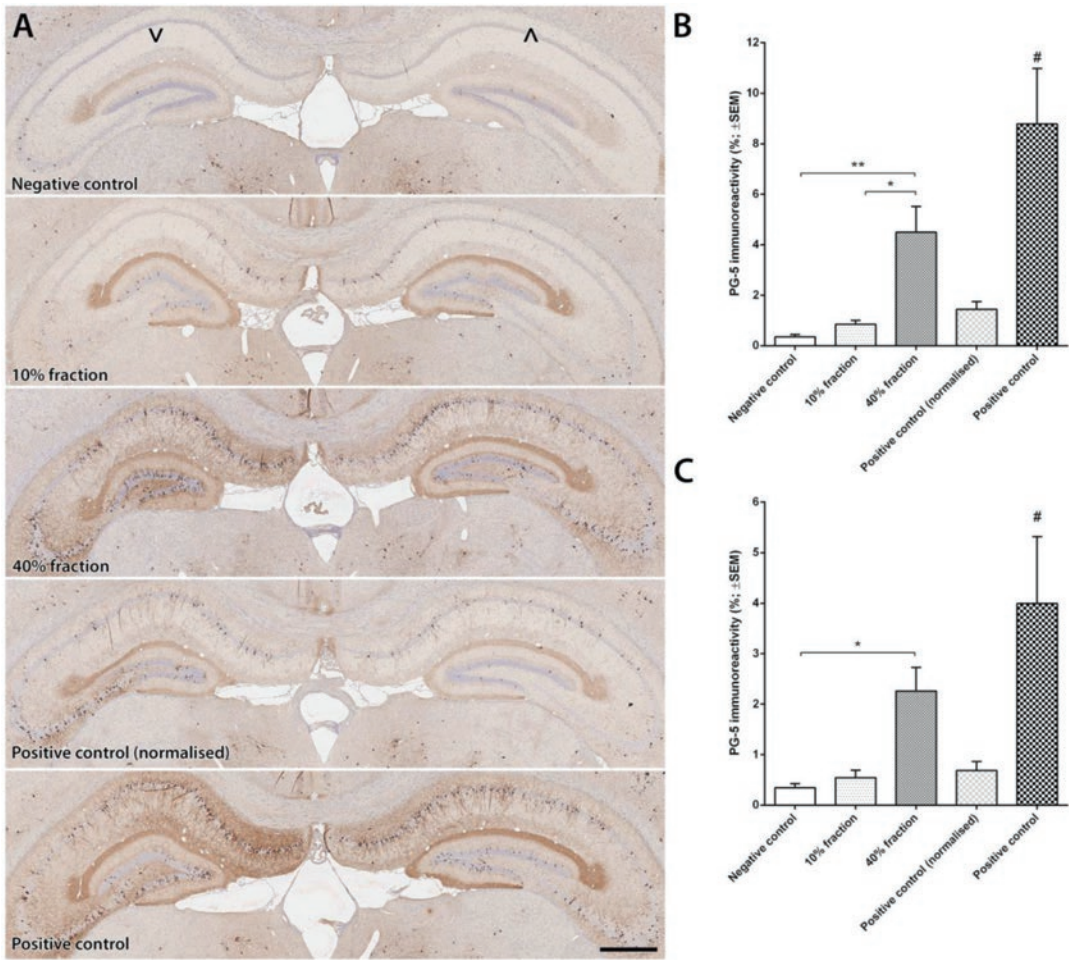 A
V
Λ
Negative control
10% fraction
40% fraction
Positive control (normalised)
Positive control
B
PG-5 immunoreactivity (%; ±SEM)
12
10
8
6
4
2
0
**
*
#
Negative control
10% fraction
40% fraction
Positive control (normalised)
Positive control
C
PG-5 immunoreactivity (%; ±SEM)
6
5
4
3
2
1
0
*
#
Negative control
10% fraction
40% fraction
Positive control (normalised)
Positive control